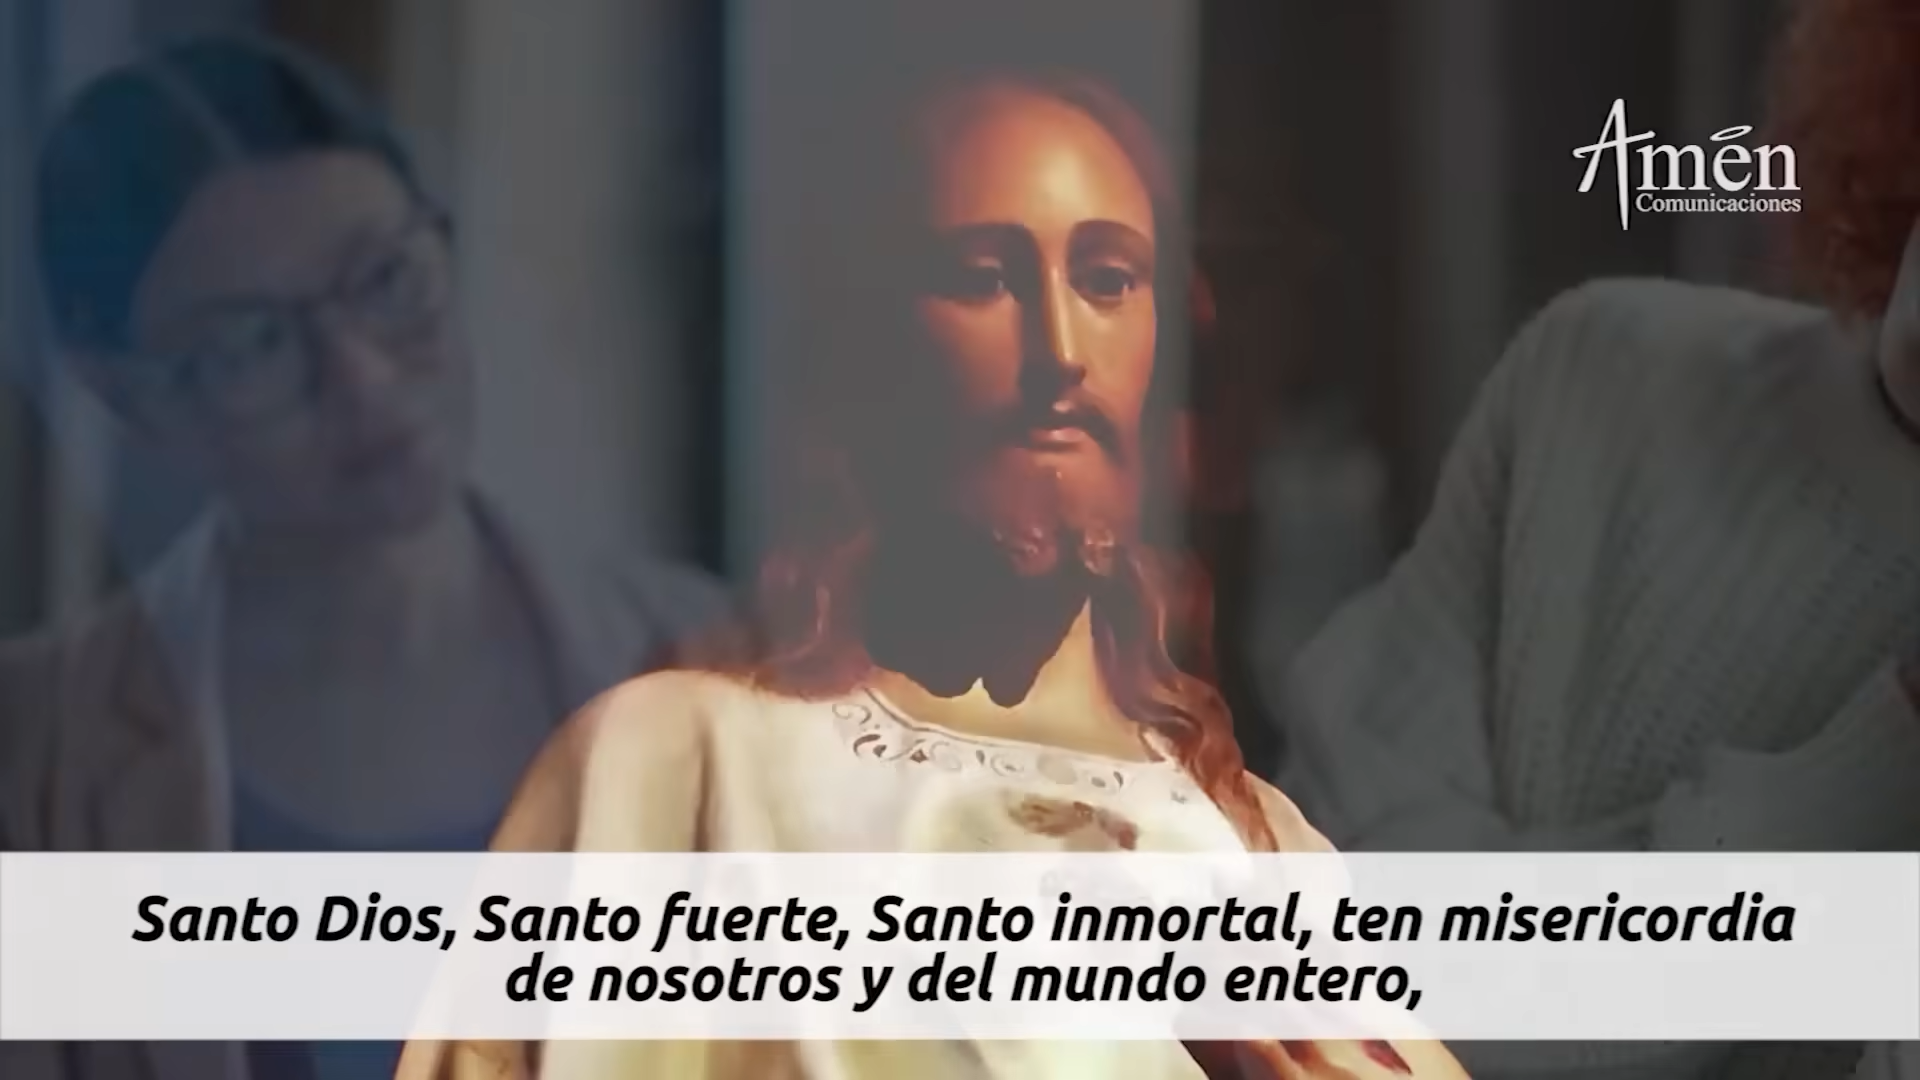 Amén
Comunicaciones
Santo Dios, Santo fuerte, Santo inmortal, ten misericordia
de nosotros y del mundo entero,